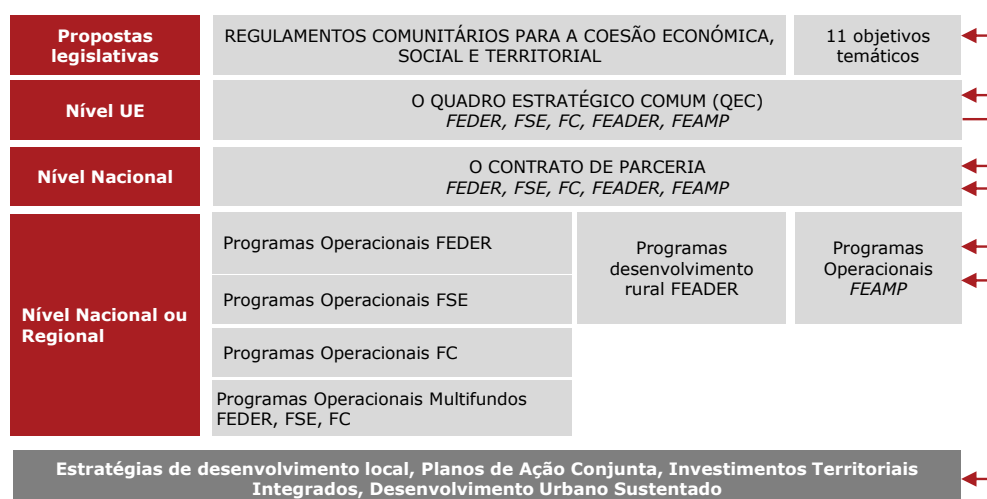 Propostas
legislativas
REGULAMENTOS COMUNITÁRIOS PARA A COESÃO ECONÓMICA,
SOCIAL E TERRITORIAL
11 objetivos
temáticos
Nível UE
O QUADRO ESTRATÉGICO COMUM (QEC)
FEDER, FSE, FC, FEADER, FEAMP
Nível Nacional
O CONTRATO DE PARCERIA
FEDER, FSE, FC, FEADER, FEAMP
Nível Nacional ou
Regional
Programas Operacionais FEDER
Programas Operacionais FSE
Programas Operacionais FC
Programas Operacionais Multifundos
FEDER, FSE, FC
Programas
desenvolvimento
rural FEADER
Programas
Operacionais
FEAMP
Estratégias de desenvolvimento local, Planos de Ação Conjunta, Investimentos Territoriais
Integrados, Desenvolvimento Urbano Sustentado